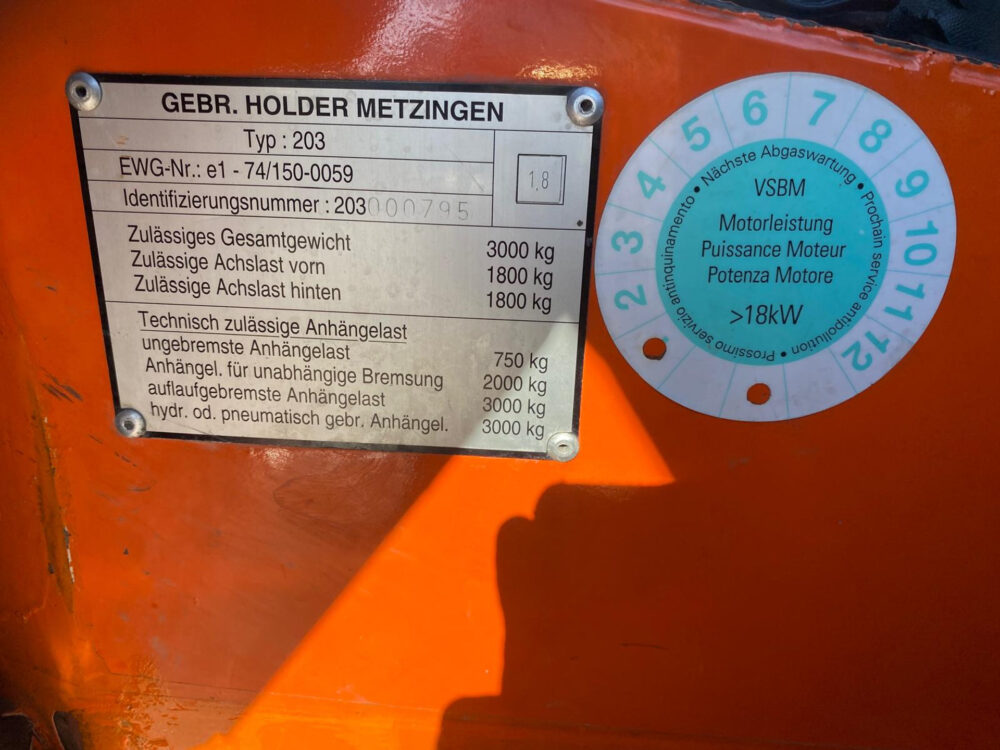 GEBR. HOLDER METZINGEN
Typ : 203
EWG-Nr.: e1 - 74/150-0059
Identifizierungsnummer : 203000795
1,8
Zulässiges Gesamtgewicht 3000 kg
Zulässige Achslast vorn 1800 kg
Zulässige Achslast hinten 1800 kg
Technisch zulässige Anhängelast
ungebremste Anhängelast 750 kg
Anhängel. für unabhängige Bremsung 2000 kg
auflaufgebremste Anhängelast 3000 kg
hydr. od. pneumatisch gebr. Anhängel. 3000 kg
2 3 4 5 6 7 8 9 10 11 12
• Nächste Abgaswartung • Prochain service antipollution • Prossimo servizio antinquinamento
VSBM
Motorleistung
Puissance Moteur
Potenza Motore
>18kW